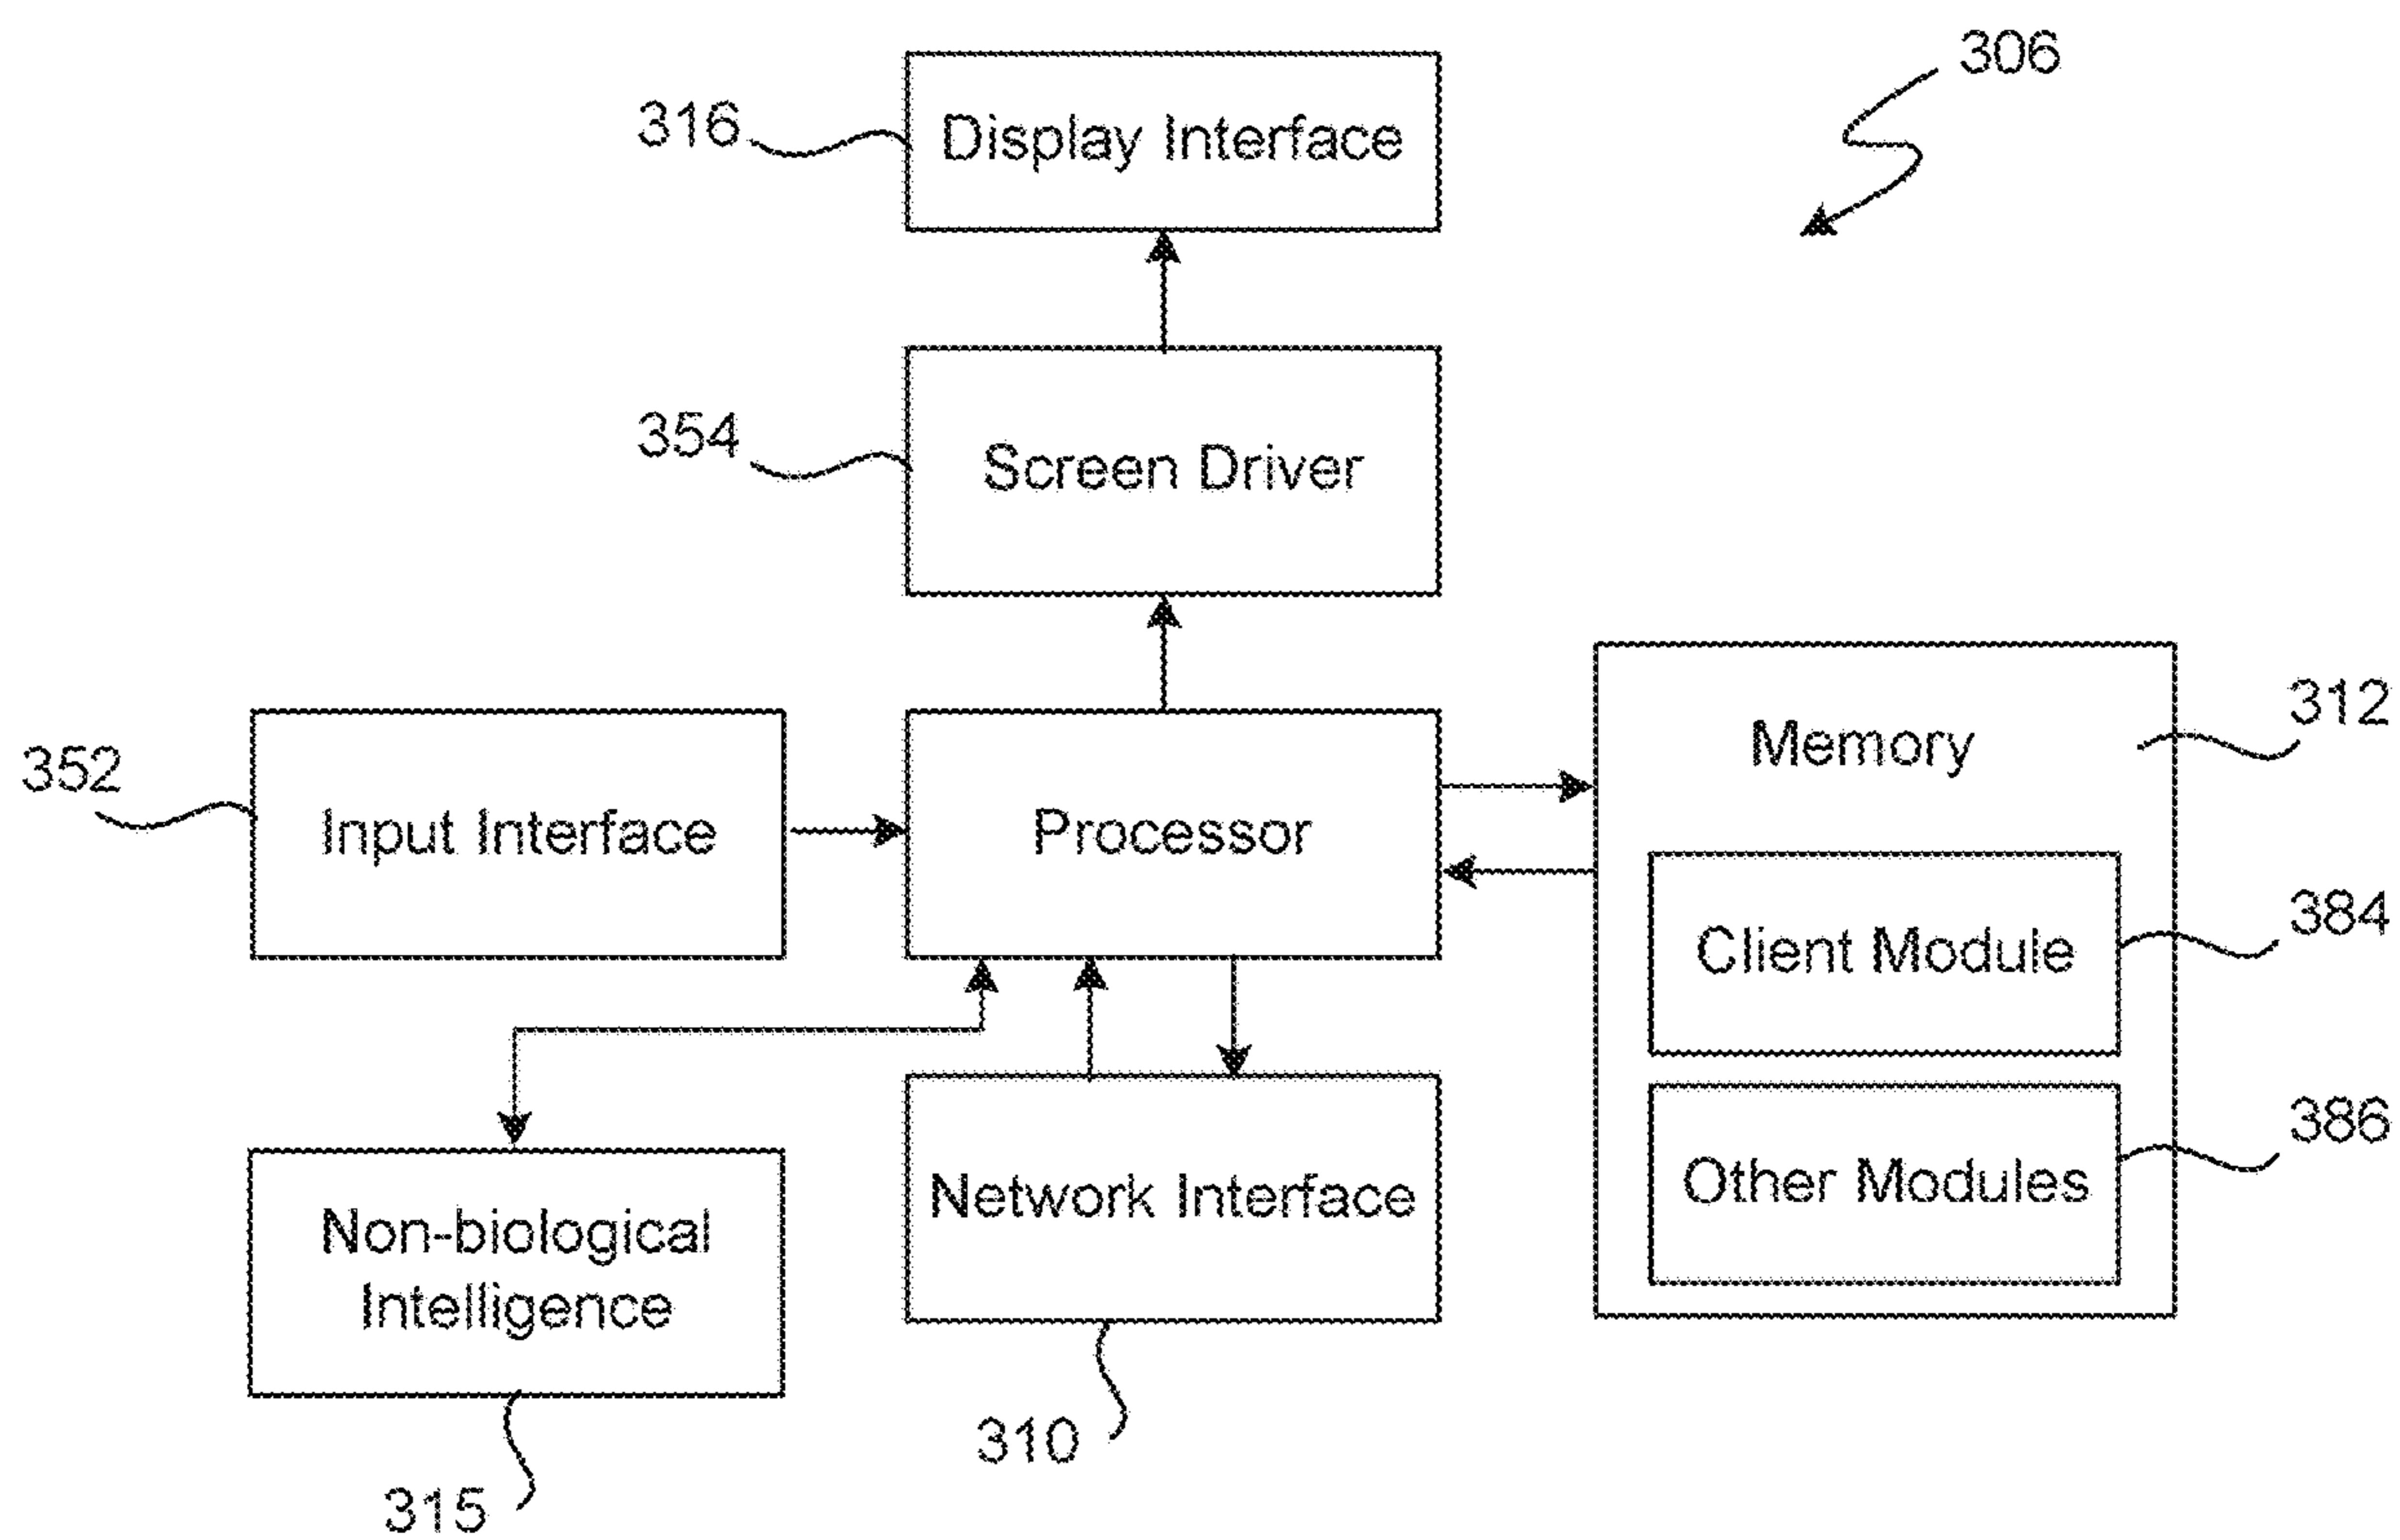 306
316
Display Interface
354
Screen Driver
312
Memory
352
Input Interface
Processor
384
Client Module
386
Other Modules
Network Interface
Non-biological
Intelligence
310
315